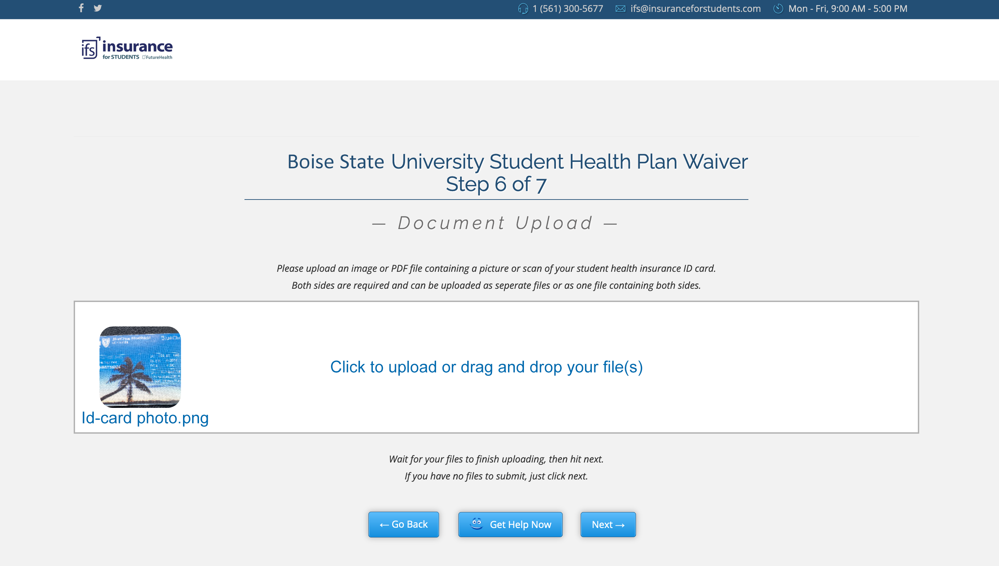 1 (561) 300-5677 ifs@insuranceforstudents.com Mon - Fri, 9:00 AM - 5:00 PM
ifs insurance
for STUDENTS FutureHealth
Boise State University Student Health Plan Waiver
Step 6 of 7
— Document Upload —
Please upload an image or PDF file containing a picture or scan of your student health insurance ID card.
Both sides are required and can be uploaded as seperate files or as one file containing both sides.
Click to upload or drag and drop your file(s)
Id-card photo.png
Wait for your files to finish uploading, then hit next.
If you have no files to submit, just click next.
← Go Back
Get Help Now
Next →